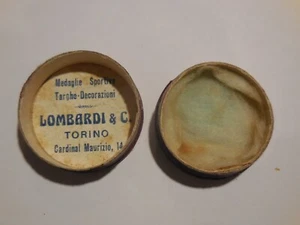 Medaglie Sportive
Targhe-Decorazioni
LOMBARDI & C.
TORINO
Cardinal Maurizio, 14